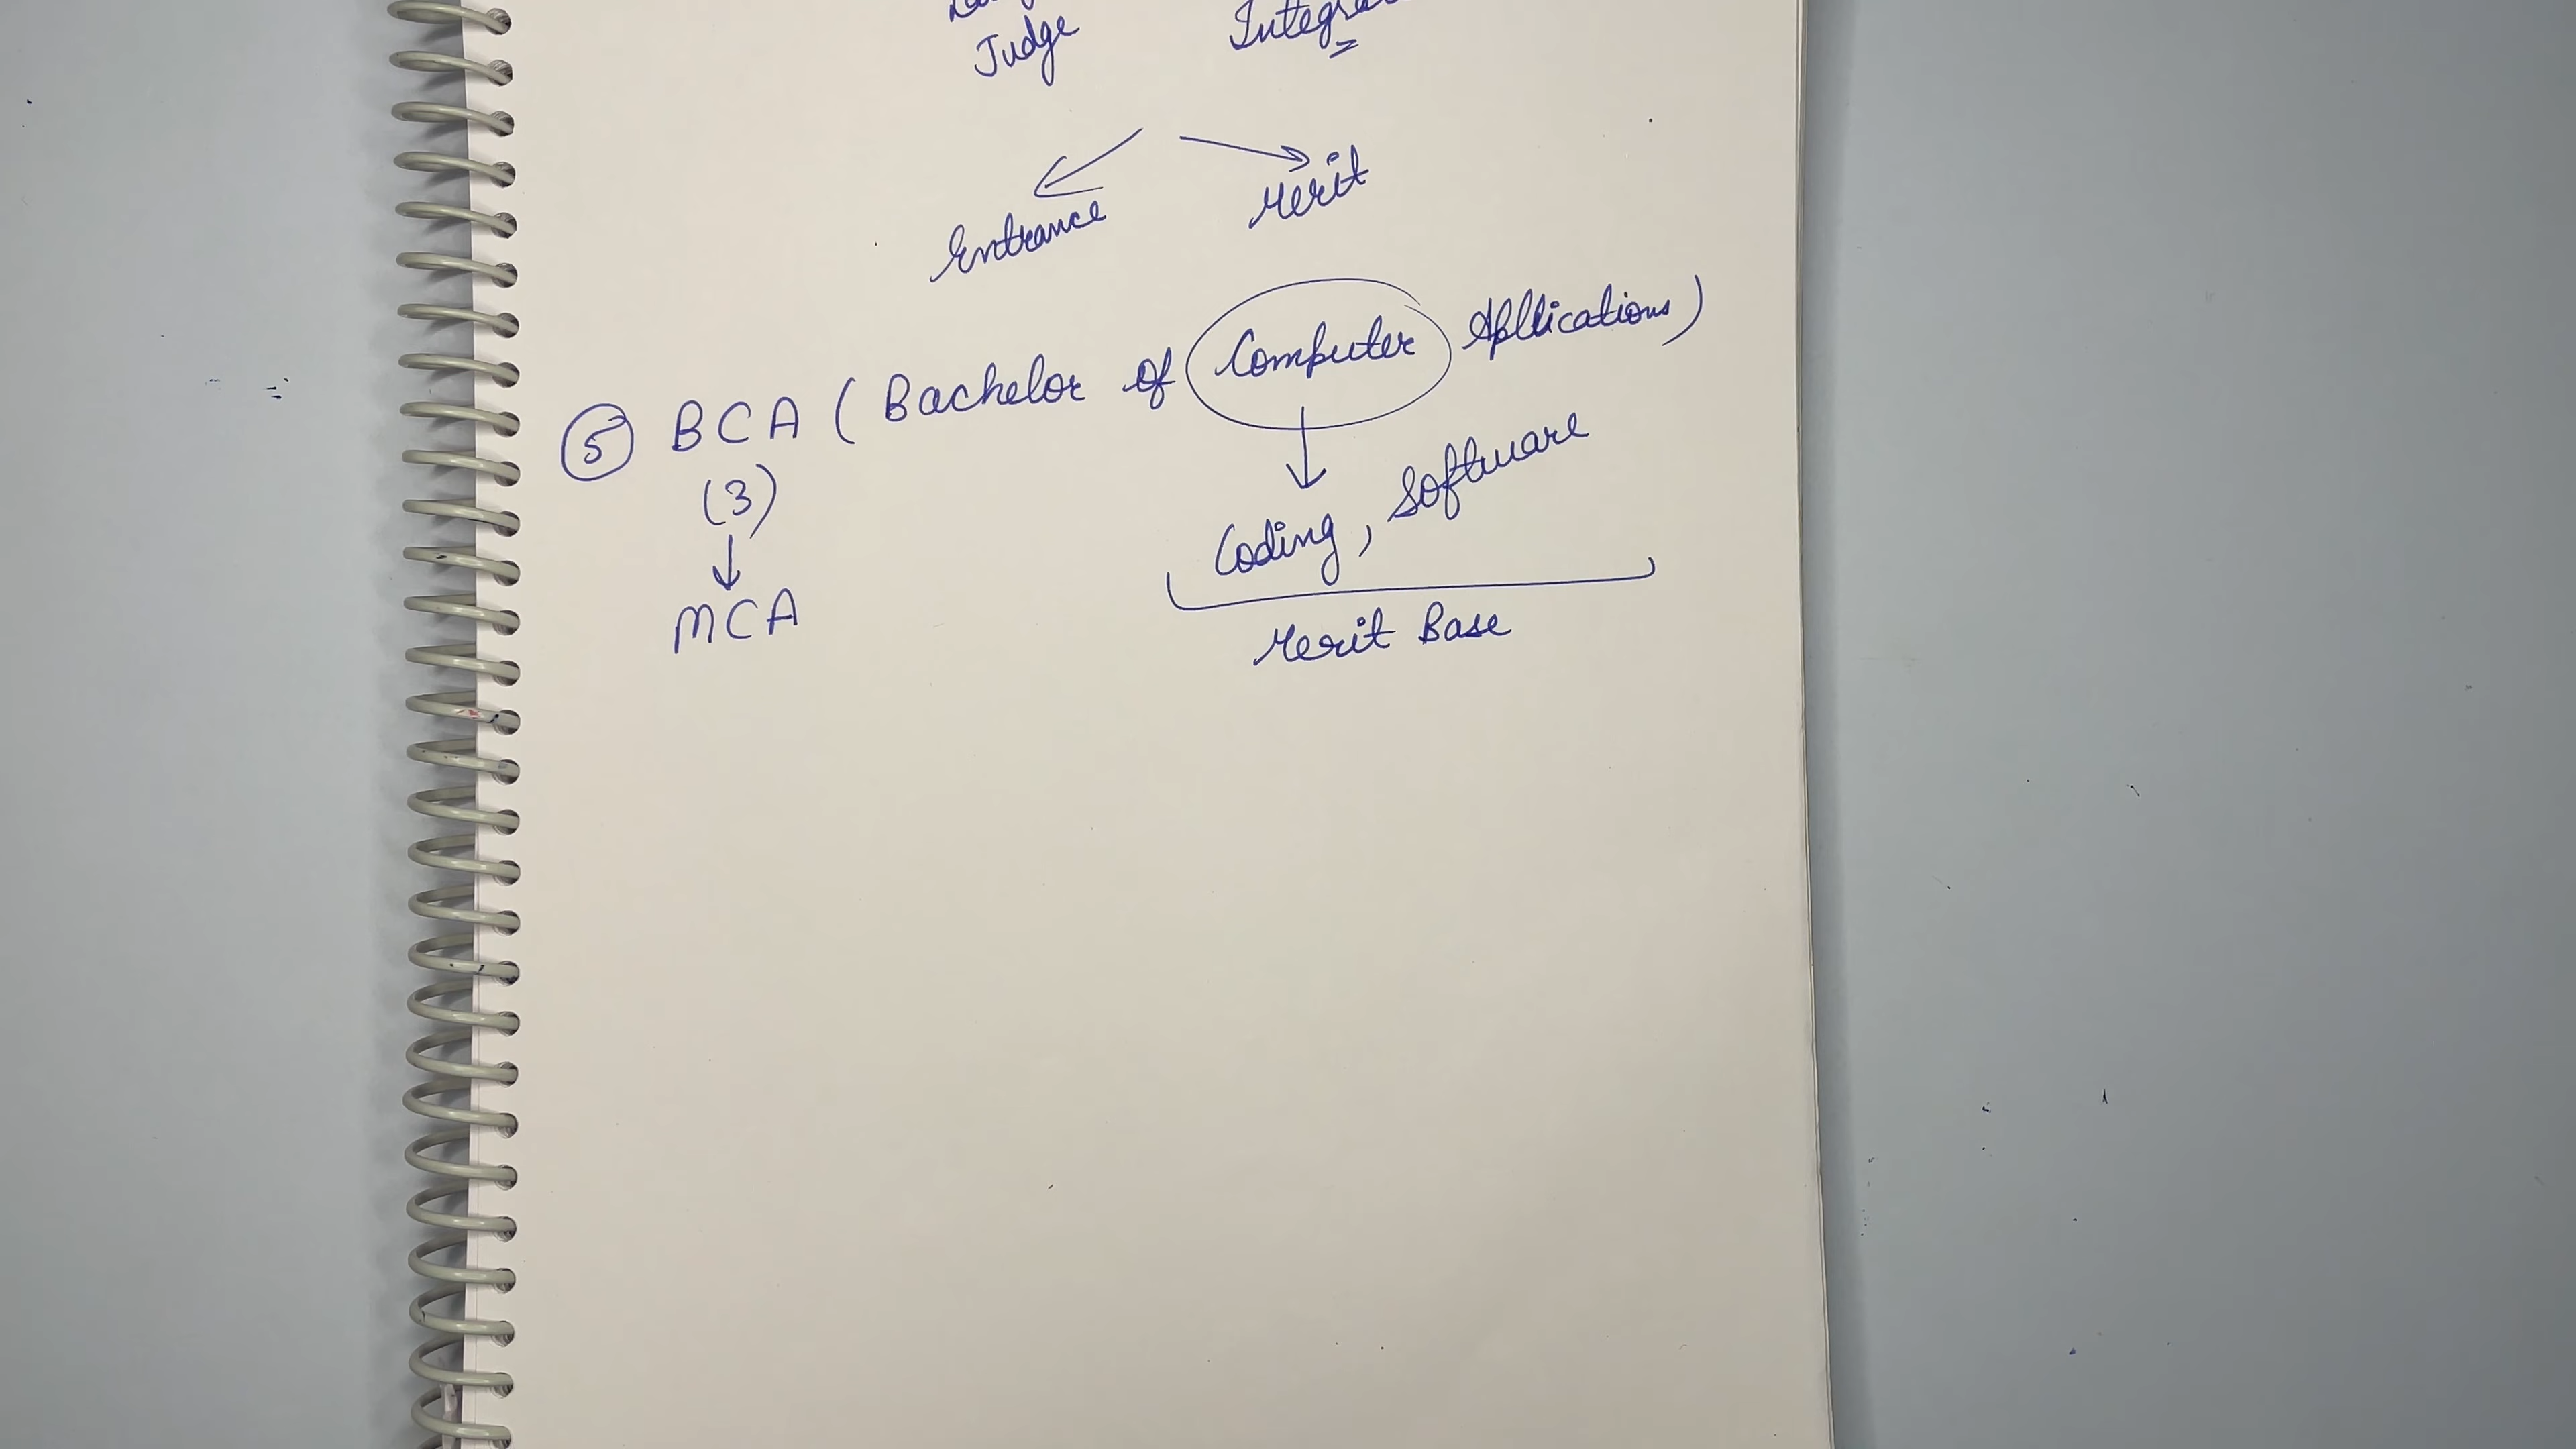 Judge
Entrance
Merit
5 BCA (Bachelor of Computer Applications)
(3)
Coding, Software
MCA
Merit Base